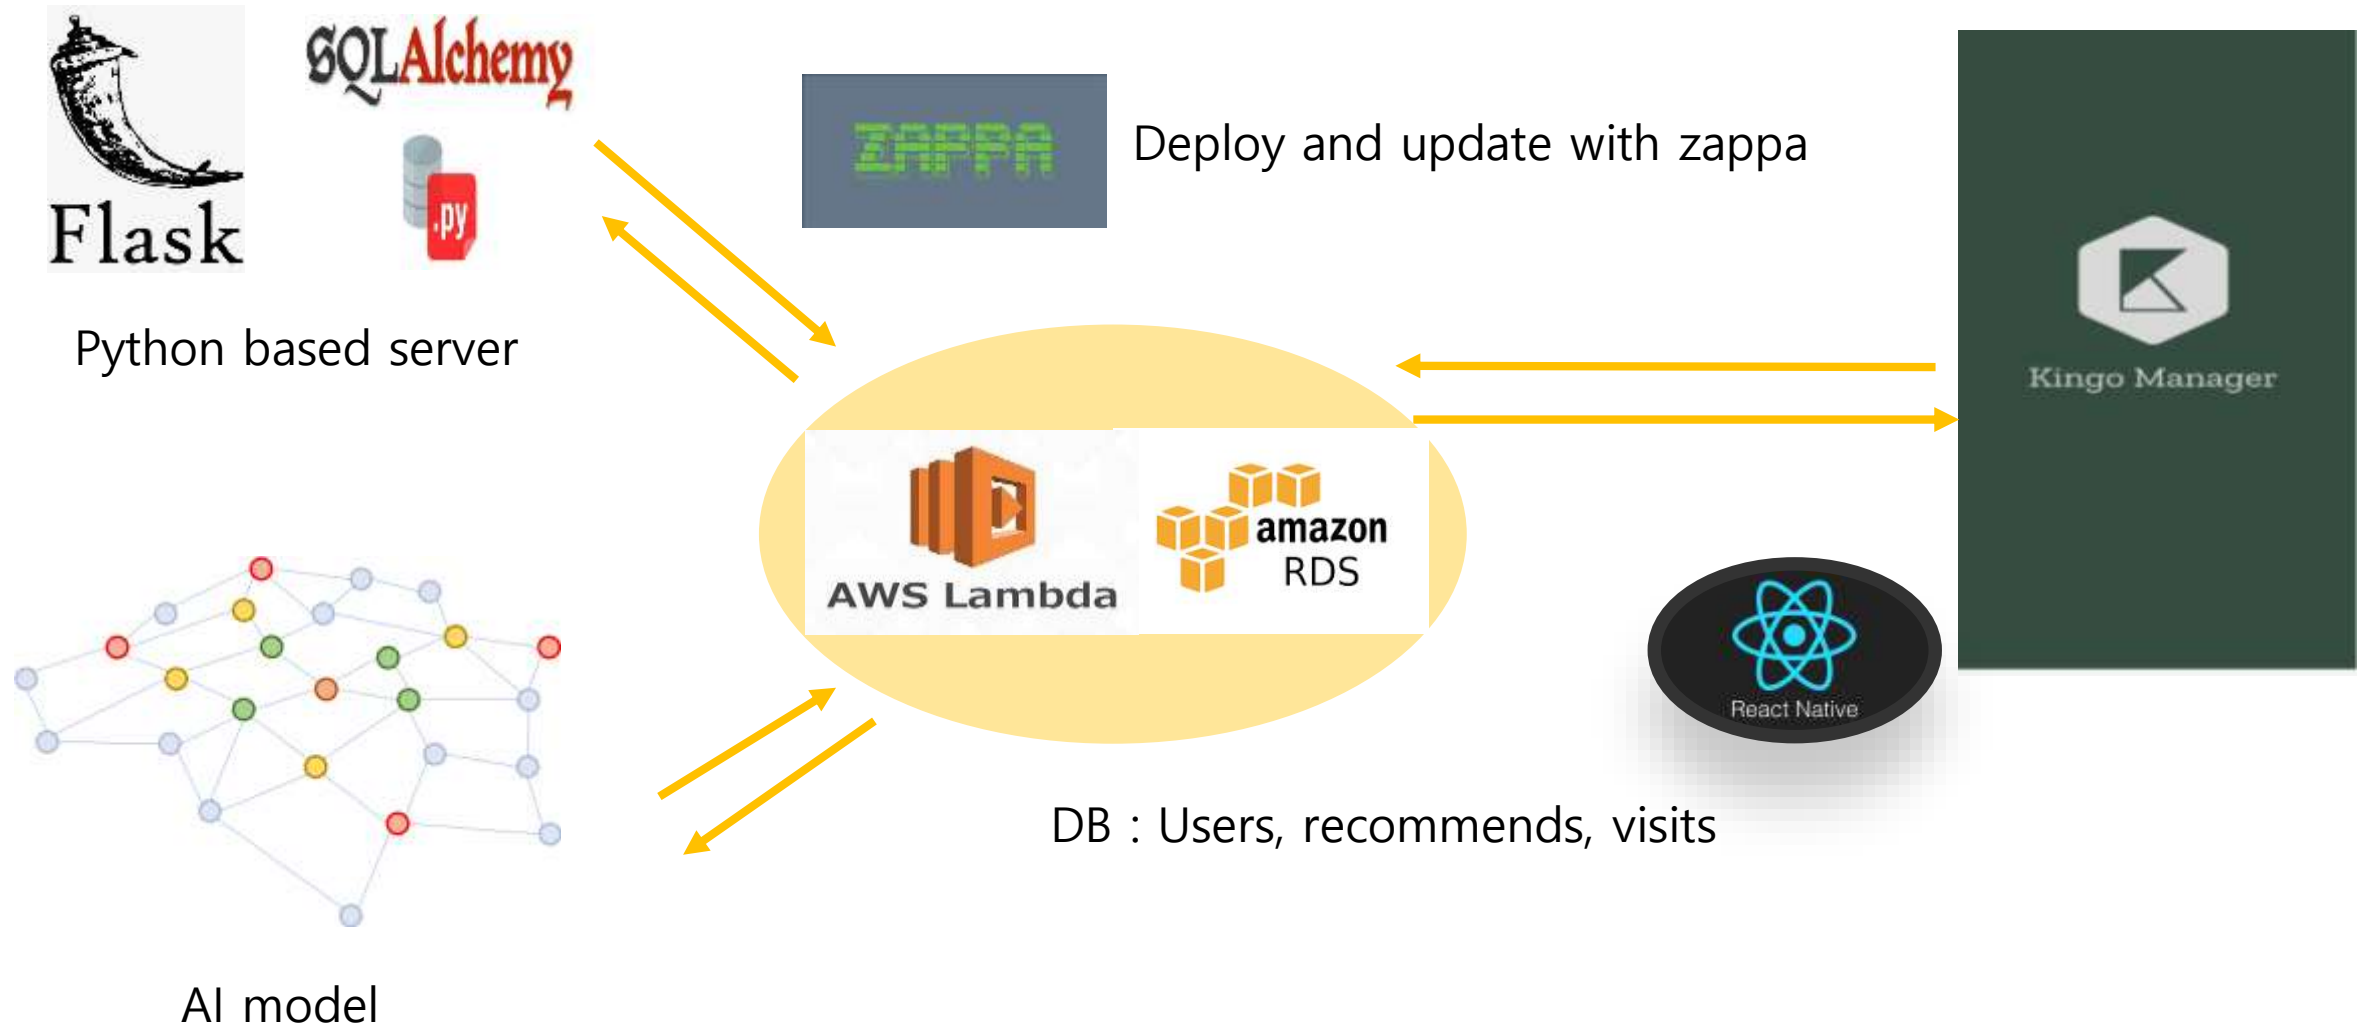 Flask
SQLAlchemy
.py
Python based server
ZAPPA
Deploy and update with zappa
Kingo Manager
AWS Lambda
amazon
RDS
React Native
DB : Users, recommends, visits
AI model